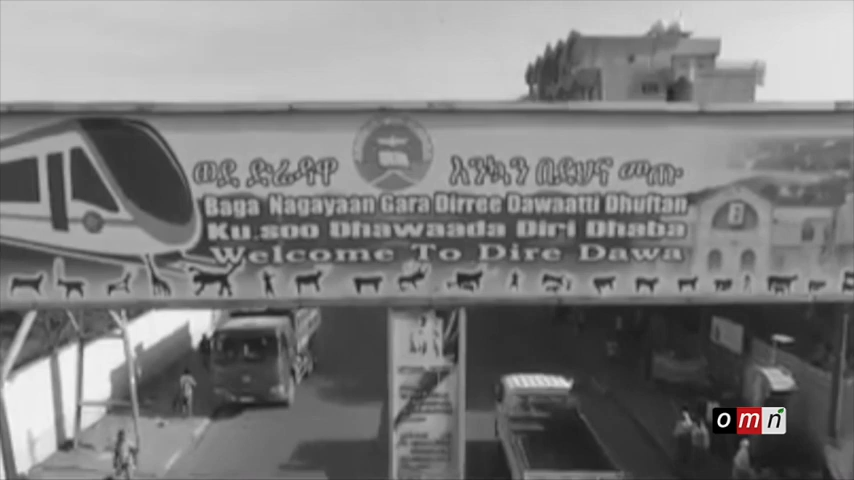 ወደ ድሬዳዋ እንኳን በደህና መጡ
Baga Nagayaan Gara Dirree Dawaatti Dhuftan
Ku.soo Dhawaada Diri Dhaba
Welcome To Dire Dawa
omn